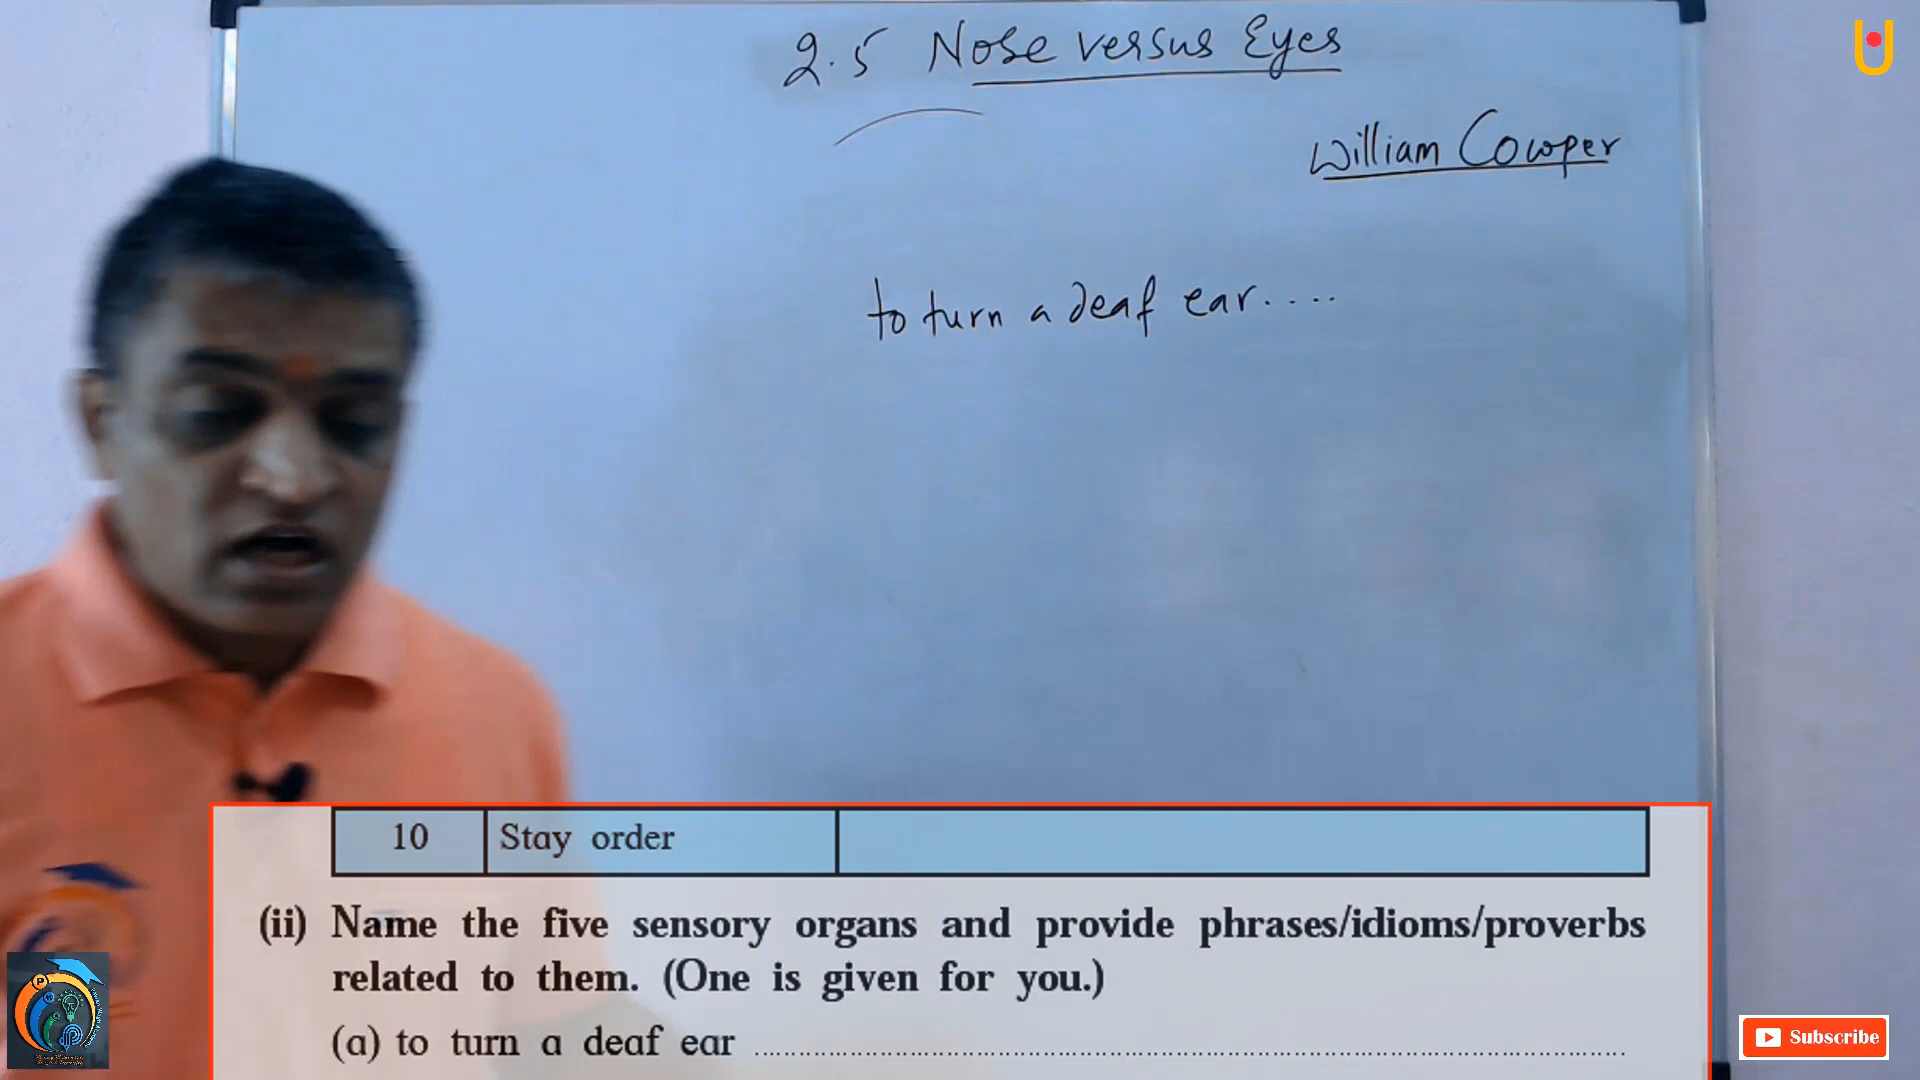 2.5 Nose versus Eyes
William Cowper
to turn a deaf ear....
10 Stay order
(ii) Name the five sensory organs and provide phrases/idioms/proverbs
related to them. (One is given for you.)
(a) to turn a deaf ear ........................................................
Subscribe